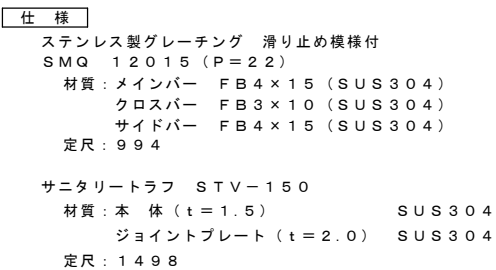 仕　様
ステンレス製グレーチング　滑り止め模様付
ＳＭＱ　１２０１５（Ｐ＝２２）
材質：メインバー　ＦＢ４×１５（ＳＵＳ３０４）
クロスバー　ＦＢ３×１０（ＳＵＳ３０４）
サイドバー　ＦＢ４×１５（ＳＵＳ３０４）
定尺：９９４
サニタリートラフ　ＳＴＶ－１５０
材質：本　体（ｔ＝１．５）　ＳＵＳ３０４
ジョイントプレート（ｔ＝２．０）　ＳＵＳ３０４
定尺：１４９８